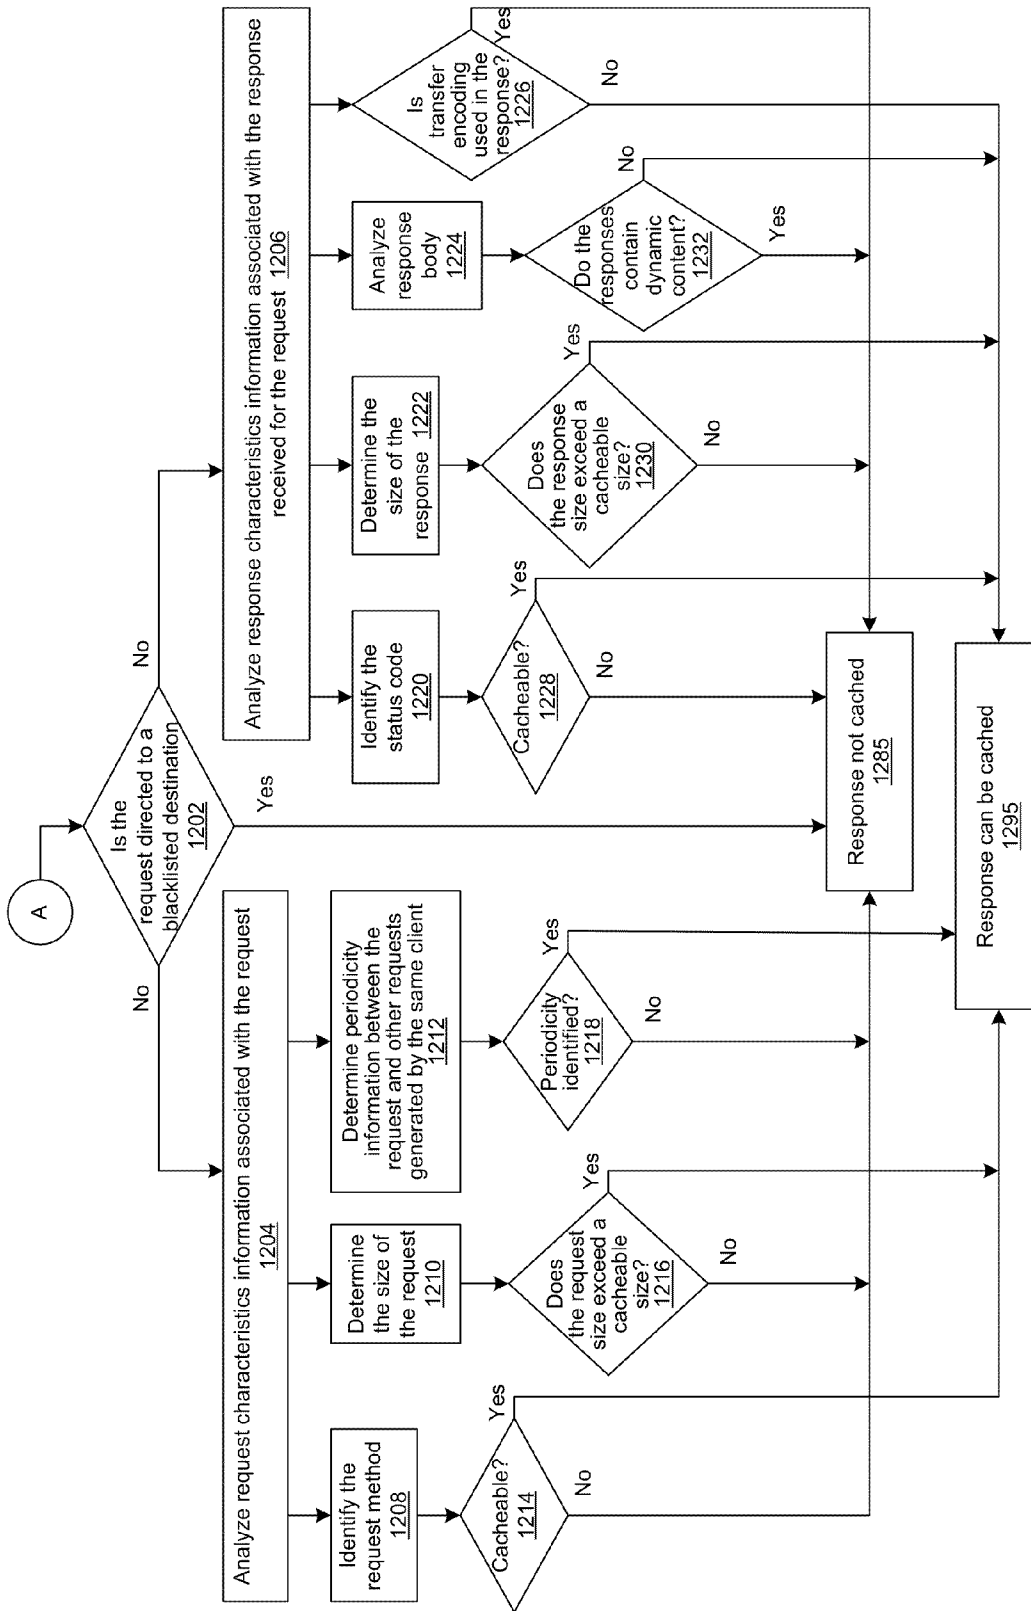 A
Is the
request directed to a
blacklisted destination
1202
No
No
Yes
Analyze request characteristics information associated with the request
1204
Analyze response characteristics information associated with the response
received for the request 1206
Identify the
request method
1208
Determine
the size of
the request
1210
Determine periodicity
information between the
request and other requests
generated by the same client
1212
Identify the
status code
1220
Determine the
size of the
response 1222
Analyze
response
body
1224
Is
transfer
encoding
used in the
response?
1226
Yes
No
Cacheable?
1214
Yes
No
Does
the request
size exceed a
cacheable
size?
1216
Yes
No
Periodicity
identified?
1218
Yes
No
Cacheable?
1228
Yes
No
Does
the response
size exceed a
cacheable
size?
1230
Yes
No
Do the
responses
contain
dynamic
content?
1232
No
Yes
Response not cached
1285
Response can be cached
1295